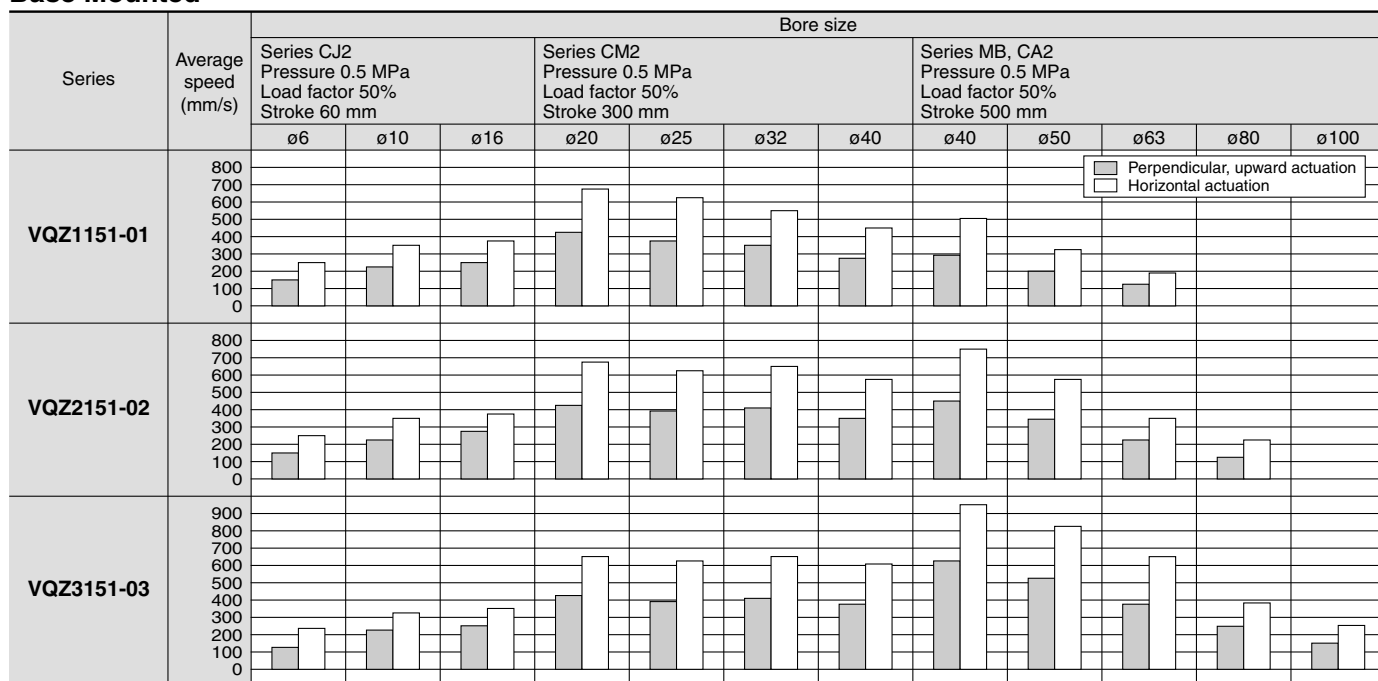 Base Mounted
Series
Average
speed
(mm/s)
Bore size
Series CJ2
Pressure 0.5 MPa
Load factor 50%
Stroke 60 mm
Series CM2
Pressure 0.5 MPa
Load factor 50%
Stroke 300 mm
Series MB, CA2
Pressure 0.5 MPa
Load factor 50%
Stroke 500 mm
ø6 ø10 ø16 ø20 ø25 ø32 ø40 ø40 ø50 ø63 ø80 ø100
Perpendicular, upward actuation
Horizontal actuation
VQZ1151-01
800
700
600
500
400
300
200
100
0
VQZ2151-02
800
700
600
500
400
300
200
100
0
VQZ3151-03
900
800
700
600
500
400
300
200
100
0